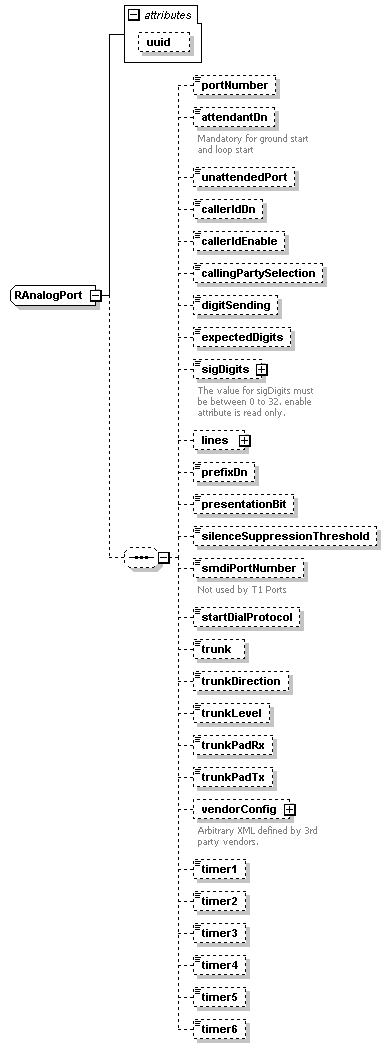 attributes
uuid
portNumber
attendantDn
Mandatory for ground start
and loop start
unattendedPort
callerIdDn
callerIdEnable
RAnalogPort
callingPartySelection
digitSending
expectedDigits
sigDigits
The value for sigDigits must
be between 0 to 32. enable
attribute is read only.
lines
prefixDn
presentationBit
silenceSuppressionThreshold
smdiPortNumber
Not used by T1 Ports
startDialProtocol
trunk
trunkDirection
trunkLevel
trunkPadRx
trunkPadTx
vendorConfig
Arbitrary XML defined by 3rd
party vendors.
timer1
timer2
timer3
timer4
timer5
timer6